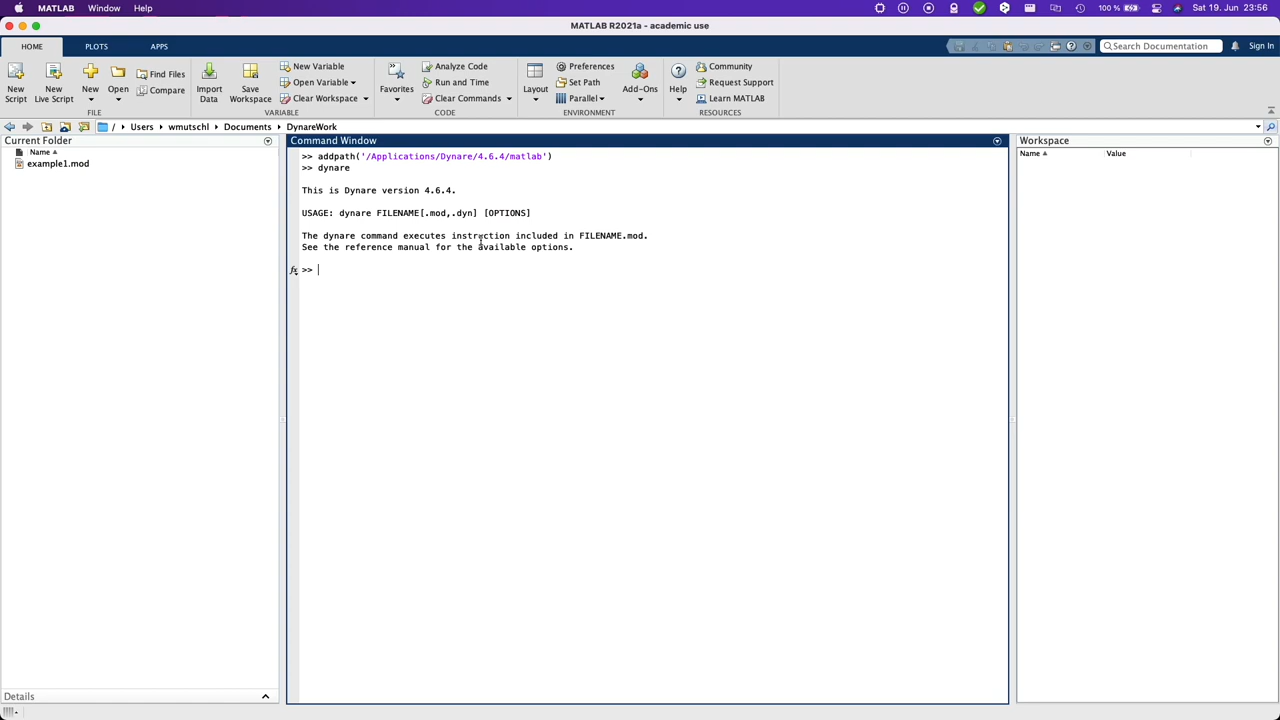 MATLAB Window Help 100 % Sat 19. Jun 23:56
MATLAB R2021a - academic use
HOME PLOTS APPS Search Documentation Sign In
New Script
New Live Script
New
Open
Find Files
Compare
FILE
Import Data
Save Workspace
New Variable
Open Variable
Clear Workspace
VARIABLE
Favorites
Analyze Code
Run and Time
Clear Commands
CODE
Layout
Preferences
Set Path
Parallel
ENVIRONMENT
Add-Ons
Help
Community
Request Support
Learn MATLAB
RESOURCES
/ Users wmutschl Documents DynareWork
Current Folder
Name
example1.mod
Details
Command Window
>> addpath('/Applications/Dynare/4.6.4/matlab')
>> dynare
This is Dynare version 4.6.4.
USAGE: dynare FILENAME[.mod,.dyn] [OPTIONS]
The dynare command executes instruction included in FILENAME.mod.
See the reference manual for the available options.
fx >>
Workspace
Name Value